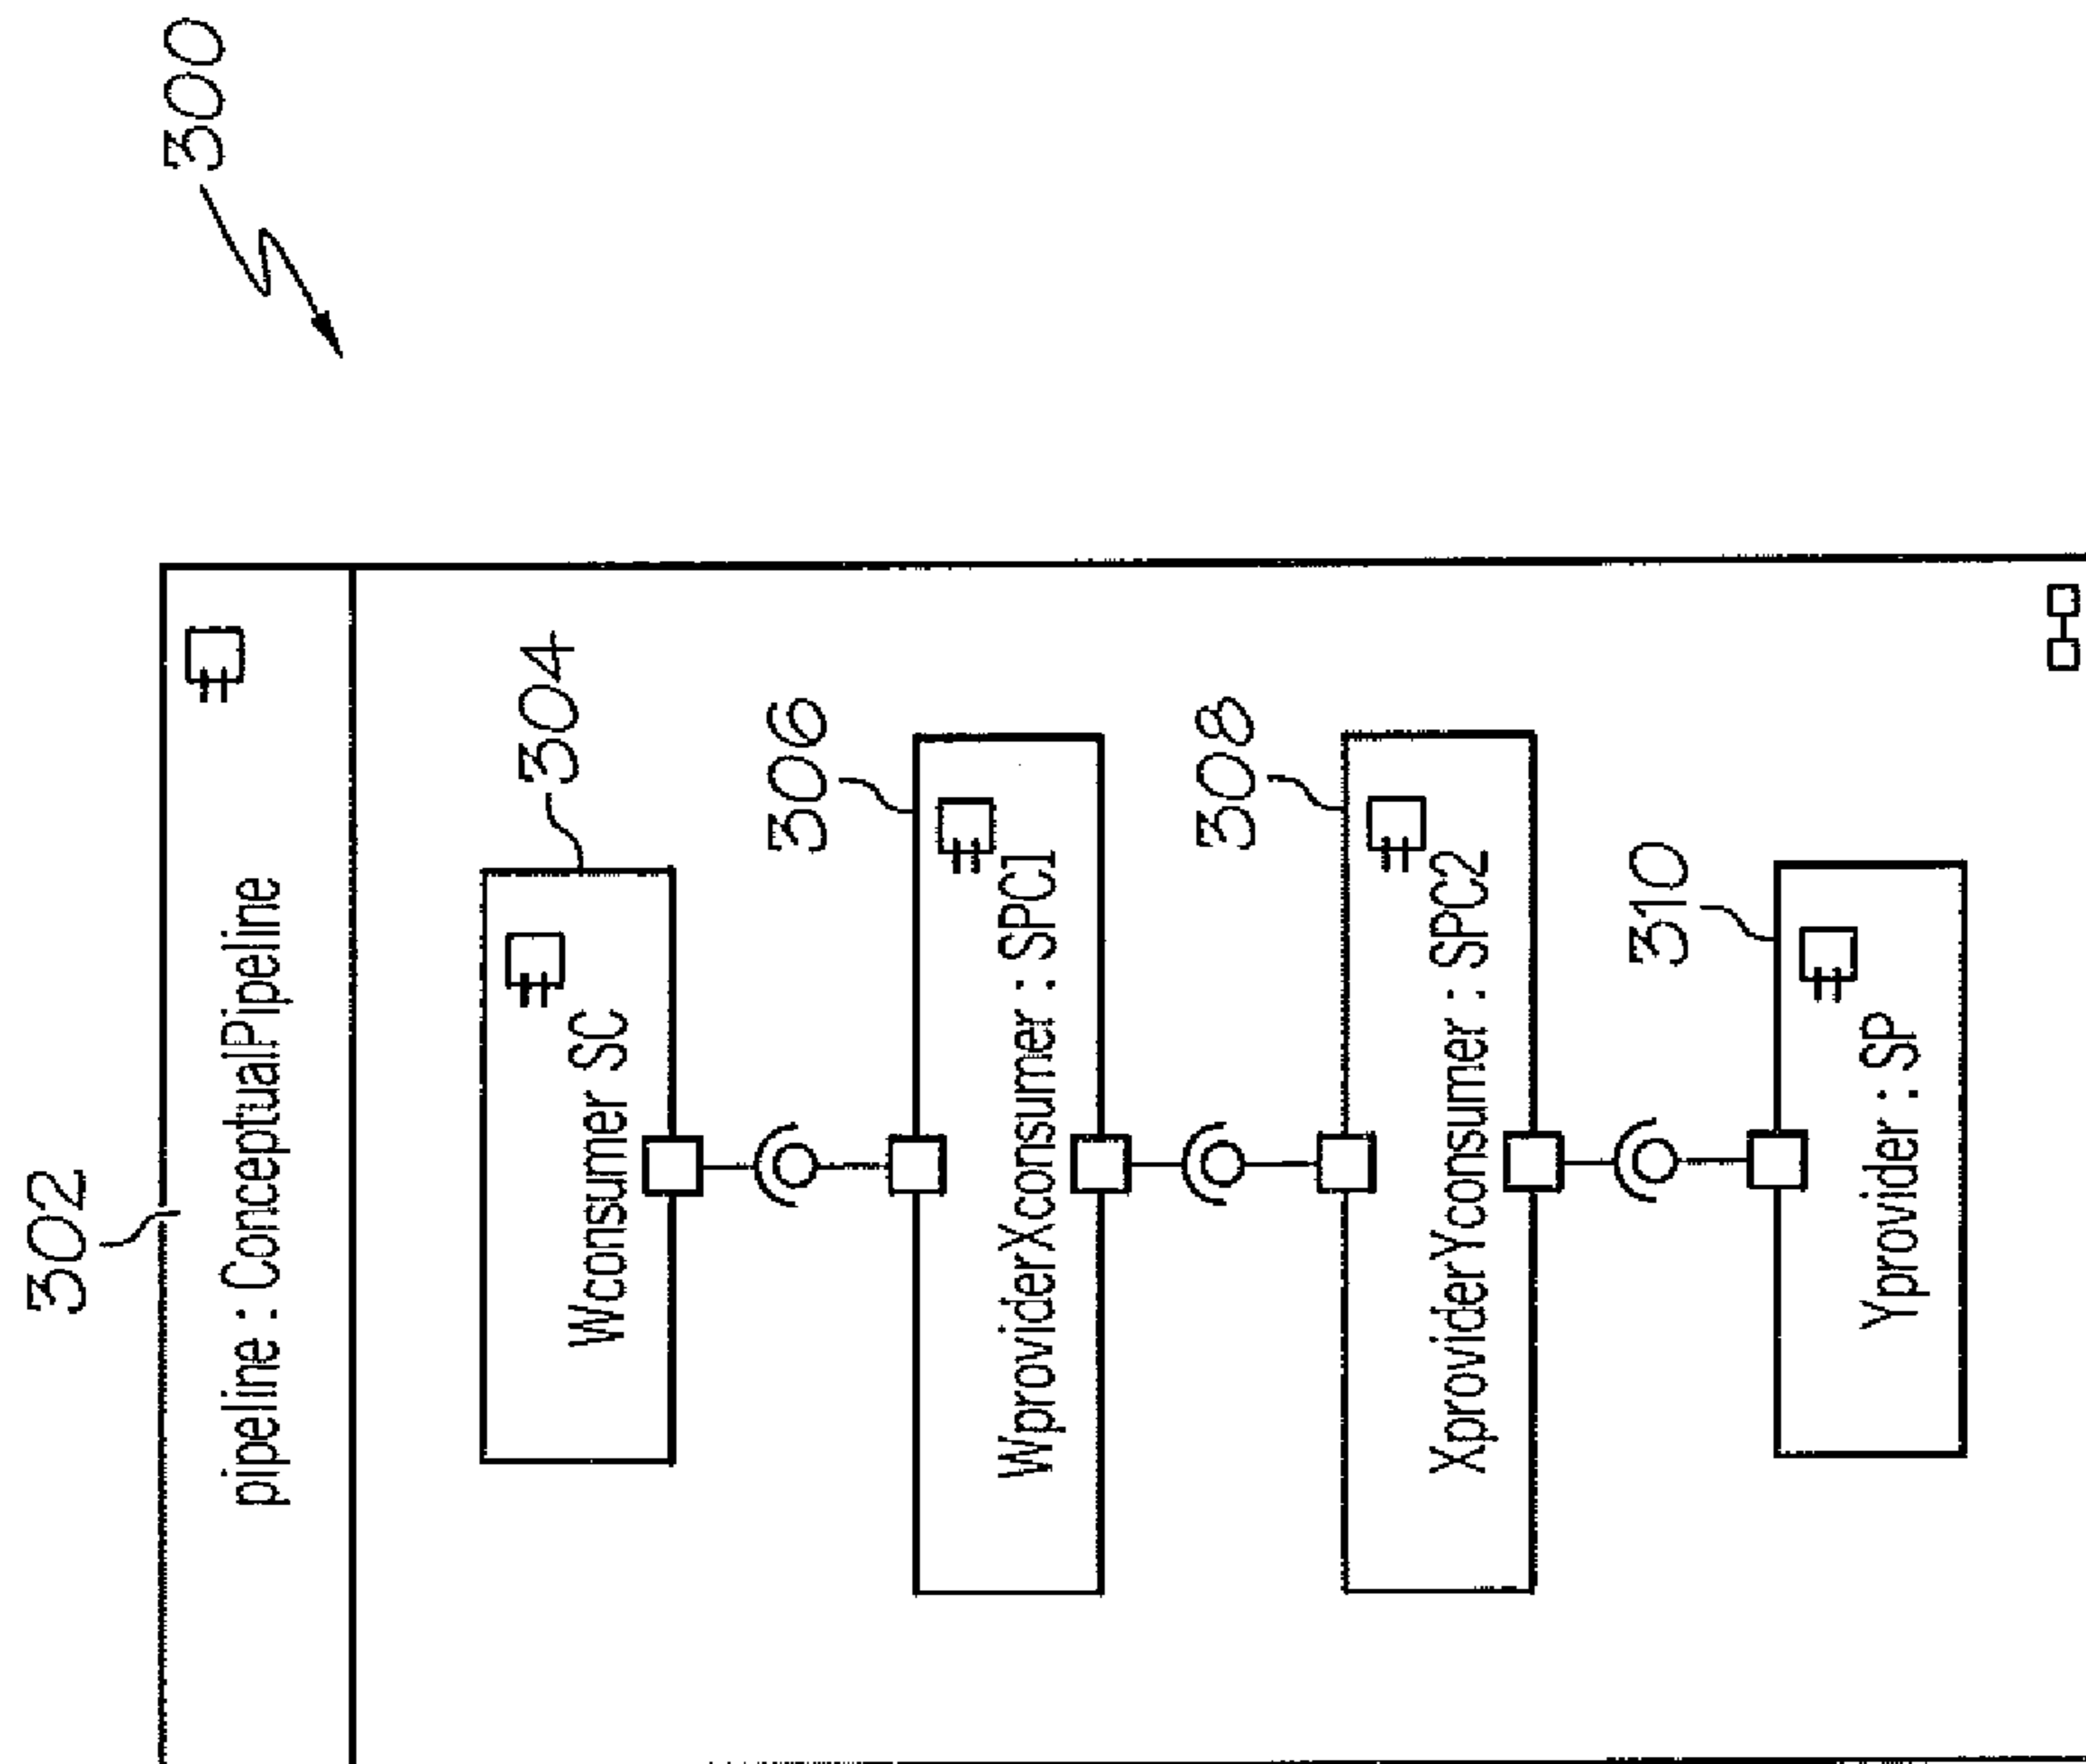 300
302
pipeline : ConceptualPipeline
304
Wconsumer SC
306
WproviderXconsumer : SPC1
308
XproviderYconsumer : SPC2
310
Yprovider : SP